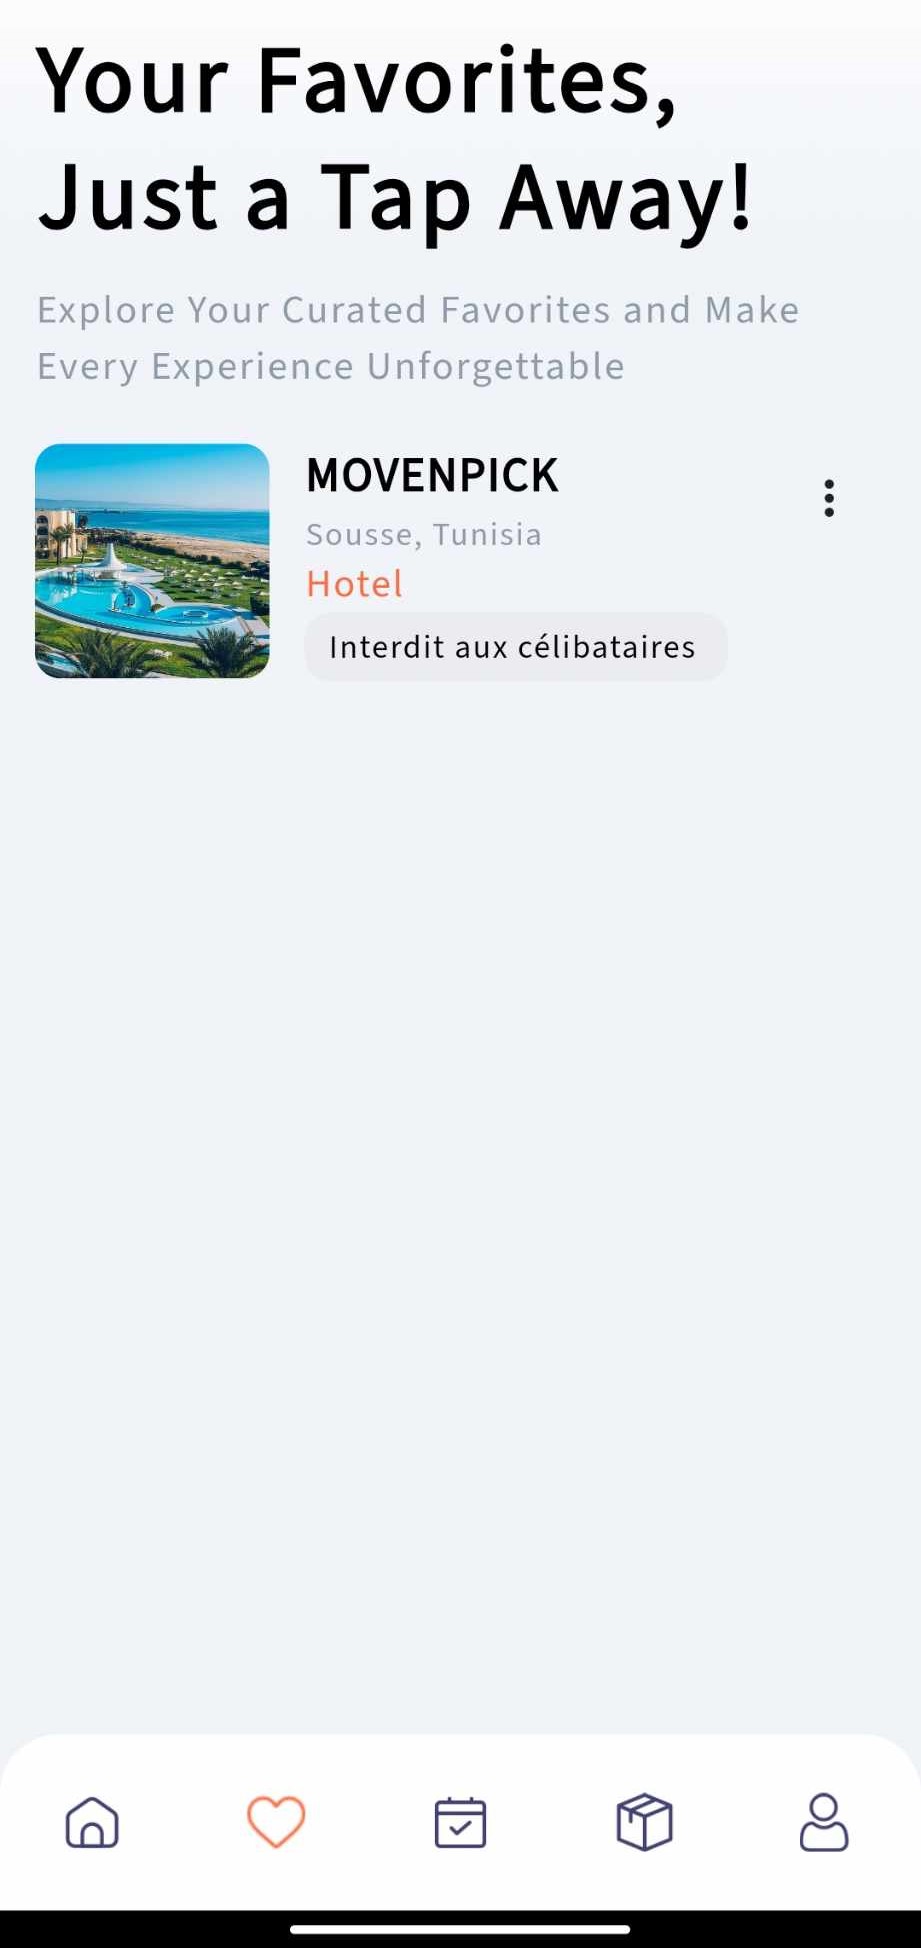 Your Favorites,
Just a Tap Away!
Explore Your Curated Favorites and Make
Every Experience Unforgettable
MOVENPICK
Sousse, Tunisia
Hotel
Interdit aux célibataires